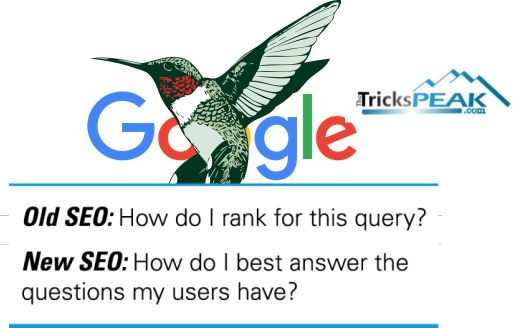 Google
The TricksPEAK
.com
Old SEO: How do I rank for this query?
New SEO: How do I best answer the
questions my users have?